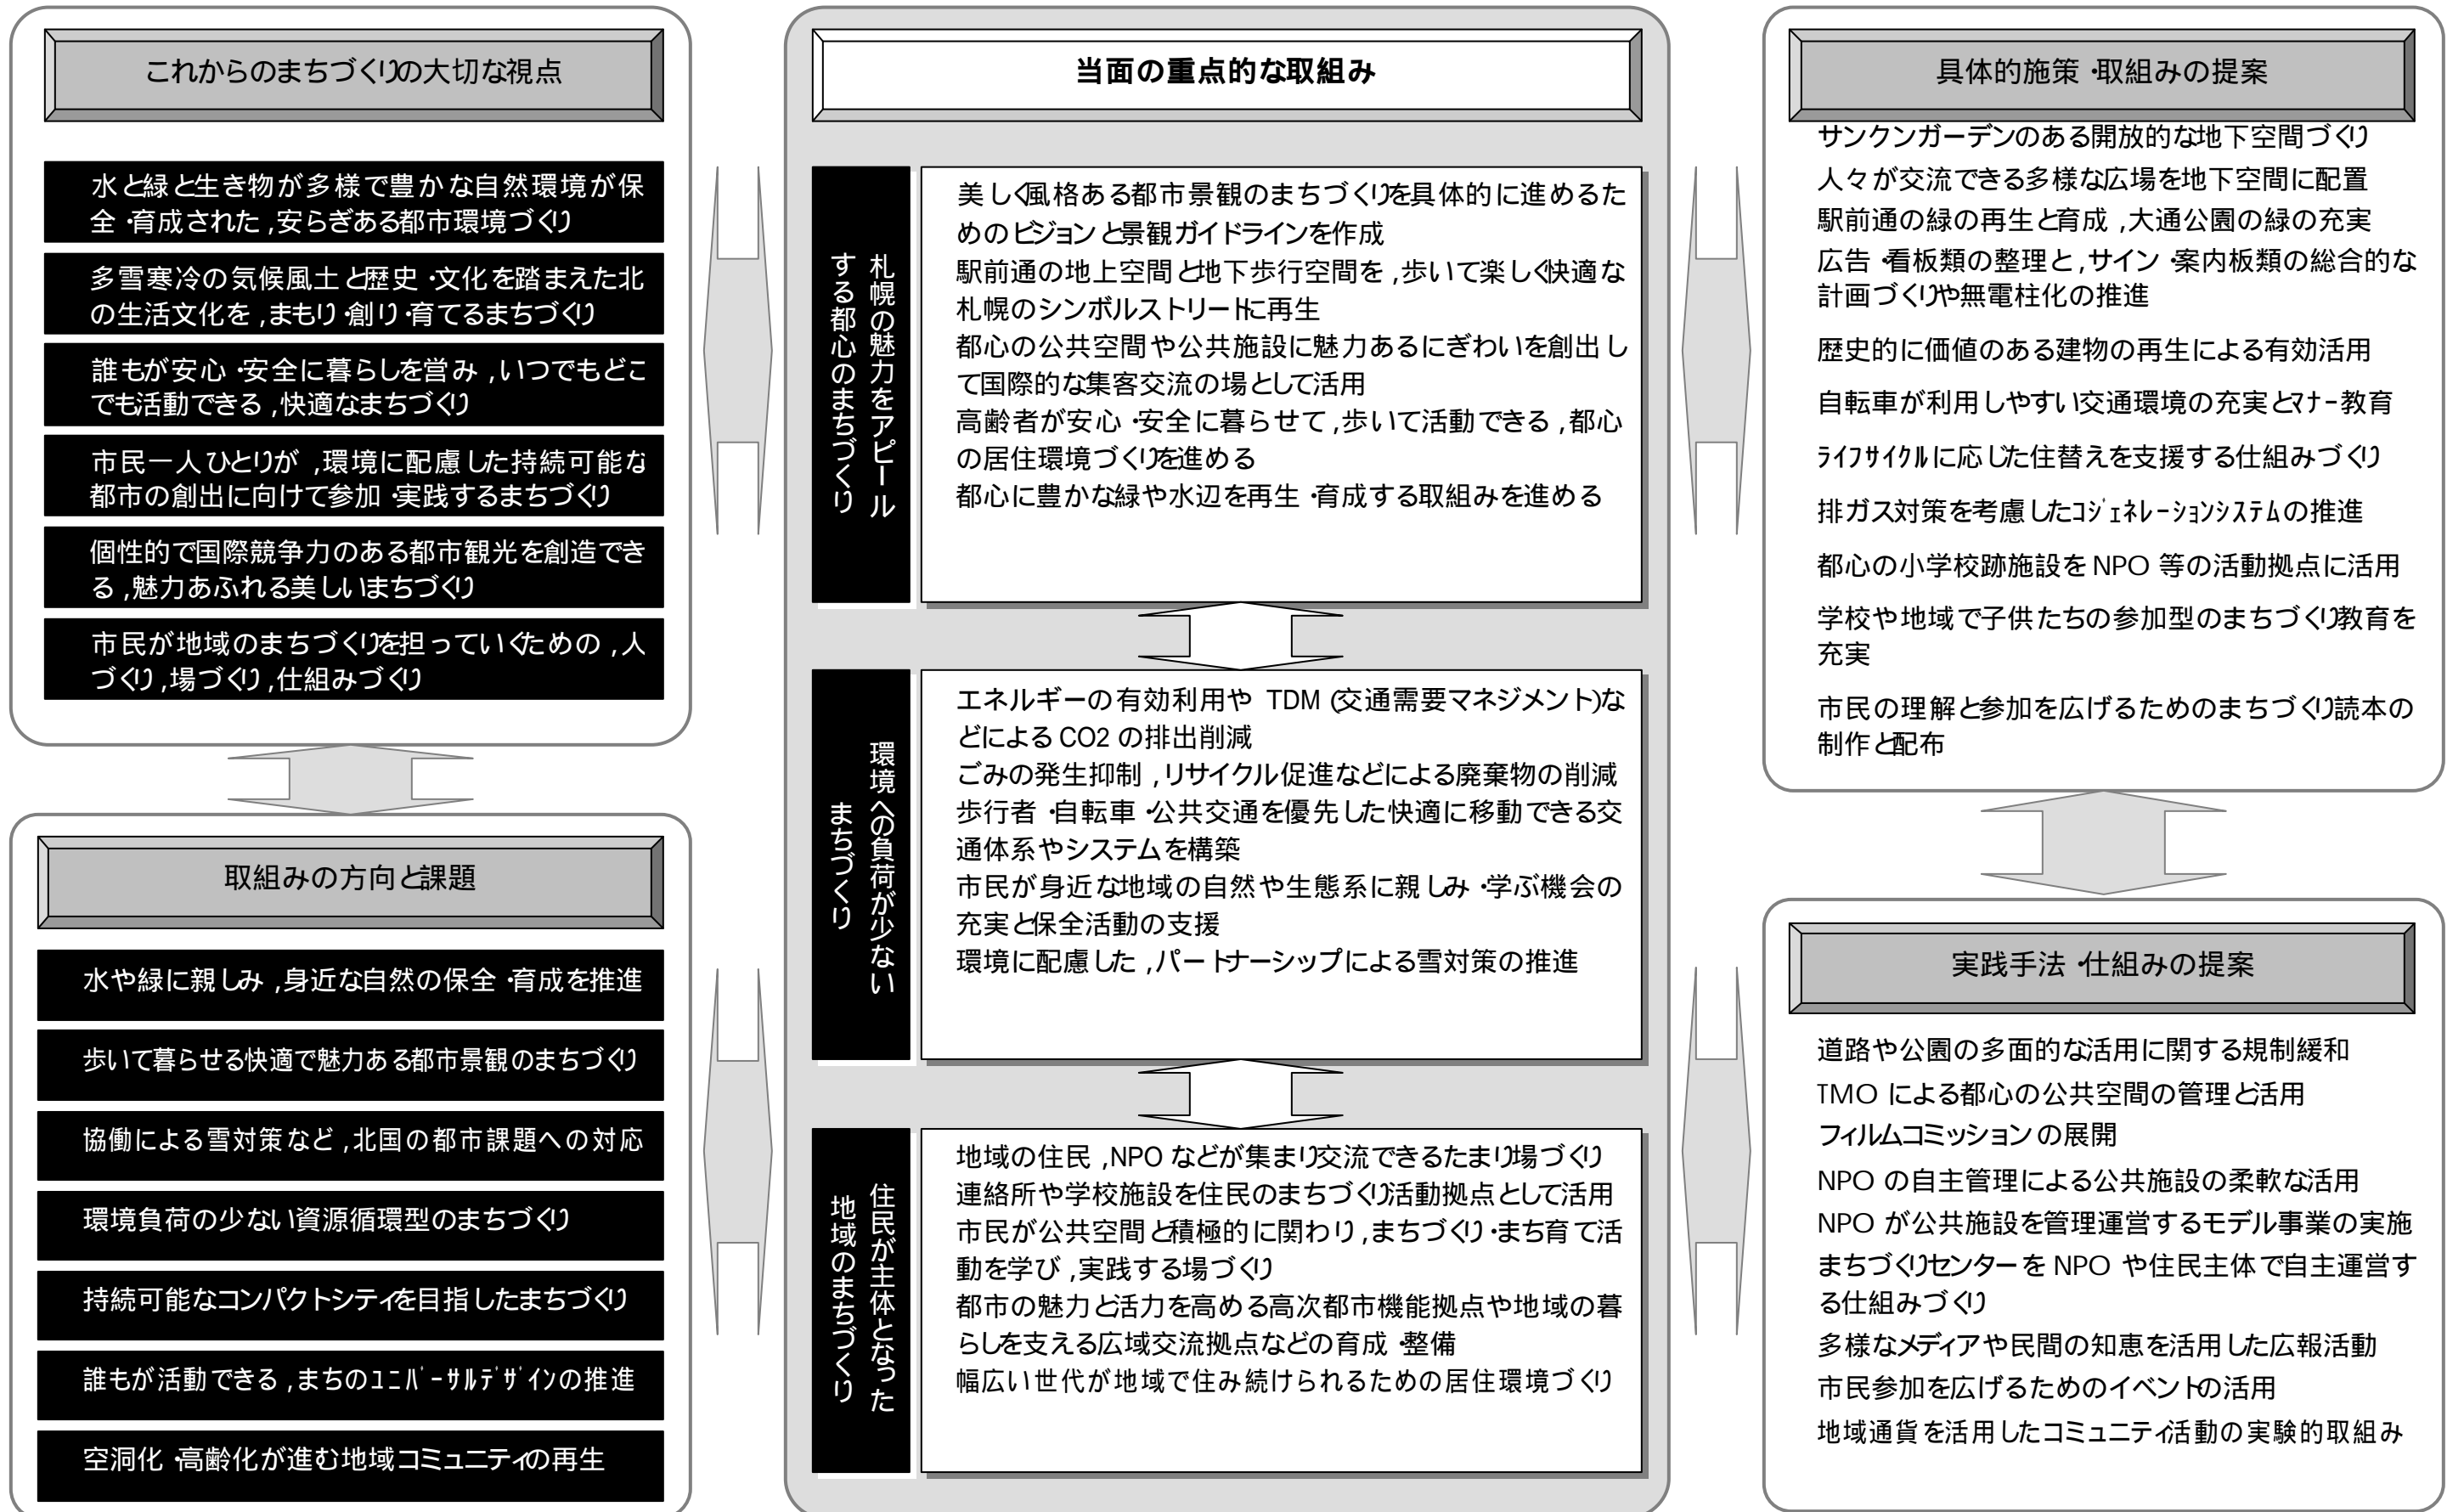 これからのまちづくりの大切な視点
水と緑と生き物が多様で豊かな自然環境が保
全・育成された,安らぎある都市環境づくり
多雪寒冷の気候風土と歴史・文化を踏まえた北
の生活文化を,まもり・創り・育てるまちづくり
誰もが安心・安全に暮らしを営み,いつでもどこ
でも活動できる,快適なまちづくり
市民一人ひとりが,環境に配慮した持続可能な
都市の創出に向けて参加・実践するまちづくり
個性的で国際競争力のある都市観光を創造でき
る,魅力あふれる美しいまちづくり
市民が地域のまちづくりを担っていくための,人
づくり,場づくり,仕組みづくり
取組みの方向と課題
水や緑に親しみ,身近な自然の保全・育成を推進
歩いて暮らせる快適で魅力ある都市景観のまちづくり
協働による雪対策など,北国の都市課題への対応
環境負荷の少ない資源循環型のまちづくり
持続可能なコンパクトシティを目指したまちづくり
誰もが活動できる,まちのﾕﾆﾊﾞｰｻﾙﾃﾞｻﾞｲﾝの推進
空洞化・高齢化が進む地域コミュニティの再生
当面の重点的な取組み
札幌の魅力をアピール
する都心のまちづくり
美しく風格ある都市景観のまちづくりを具体的に進めるた
めのビジョンと景観ガイドラインを作成
駅前通の地上空間と地下歩行空間を,歩いて楽しく快適な
札幌のシンボルストリートに再生
都心の公共空間や公共施設に魅力あるにぎわいを創出し
て国際的な集客交流の場として活用
高齢者が安心・安全に暮らせて,歩いて活動できる,都心
の居住環境づくりを進める
都心に豊かな緑や水辺を再生・育成する取組みを進める
環境への負荷が少ない
まちづくり
エネルギーの有効利用や TDM(交通需要マネジメント)な
どによる CO2 の排出削減
ごみの発生抑制,リサイクル促進などによる廃棄物の削減
歩行者・自転車・公共交通を優先した快適に移動できる交
通体系やシステムを構築
市民が身近な地域の自然や生態系に親しみ・学ぶ機会の
充実と保全活動の支援
環境に配慮した,パートナーシップによる雪対策の推進
住民が主体となった
地域のまちづくり
地域の住民,NPO などが集まり交流できるたまり場づくり
連絡所や学校施設を住民のまちづくり活動拠点として活用
市民が公共空間と積極的に関わり,まちづくり・まち育て活
動を学び,実践する場づくり
都市の魅力と活力を高める高次都市機能拠点や地域の暮
らしを支える広域交流拠点などの育成・整備
幅広い世代が地域で住み続けられるための居住環境づくり
具体的施策・取組みの提案
サンクンガーデンのある開放的な地下空間づくり
人々が交流できる多様な広場を地下空間に配置
駅前通の緑の再生と育成,大通公園の緑の充実
広告・看板類の整理と,サイン・案内板類の総合的な
計画づくりや無電柱化の推進
歴史的に価値のある建物の再生による有効活用
自転車が利用しやすい交通環境の充実とﾏﾅｰ教育
ﾗｲﾌｻｲｸﾙに応じた住替えを支援する仕組みづくり
排ガス対策を考慮したｺｼﾞｪﾈﾚｰｼｮﾝｼｽﾃﾑの推進
都心の小学校跡施設を NPO 等の活動拠点に活用
学校や地域で子供たちの参加型のまちづくり教育を
充実
市民の理解と参加を広げるためのまちづくり読本の
制作と配布
実践手法・仕組みの提案
道路や公園の多面的な活用に関する規制緩和
TMO による都心の公共空間の管理と活用
フィルムコミッションの展開
NPO の自主管理による公共施設の柔軟な活用
NPO が公共施設を管理運営するモデル事業の実施
まちづくりセンターを NPO や住民主体で自主運営す
る仕組みづくり
多様なメディアや民間の知恵を活用した広報活動
市民参加を広げるためのイベントの活用
地域通貨を活用したコミュニティ活動の実験的取組み